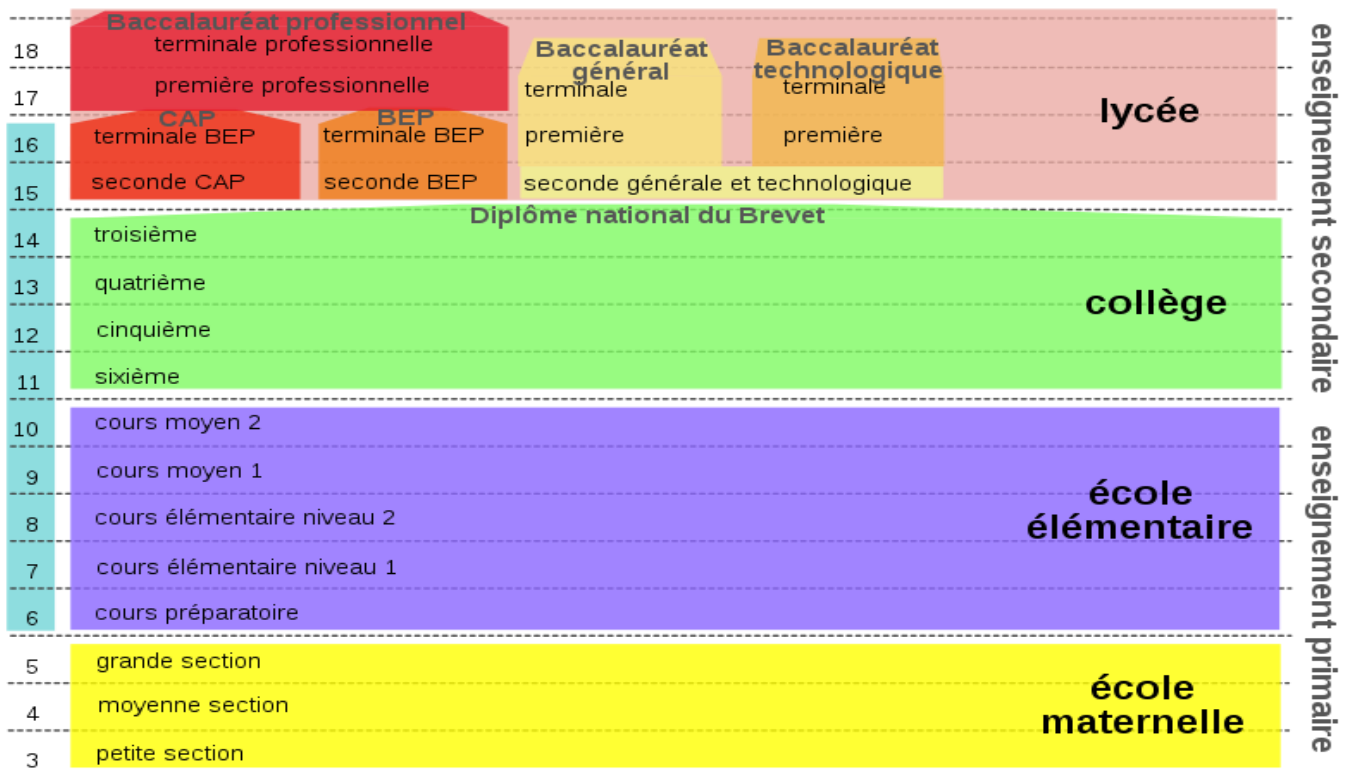 Baccalauréat professionnel
18
terminale professionnelle
Baccalauréat
général
Baccalauréat
technologique
17
première professionnelle
terminale
terminale
lycée
CAP
BEP
16
terminale BEP
terminale BEP
première
première
15
seconde CAP
seconde BEP
seconde générale et technologique
Diplôme national du Brevet
14
troisième
13
quatrième
collège
12
cinquième
11
sixième
enseignement secondaire
10
cours moyen 2
9
cours moyen 1
école
élémentaire
8
cours élémentaire niveau 2
7
cours élémentaire niveau 1
6
cours préparatoire
5
grande section
école
maternelle
4
moyenne section
3
petite section
enseignement primaire